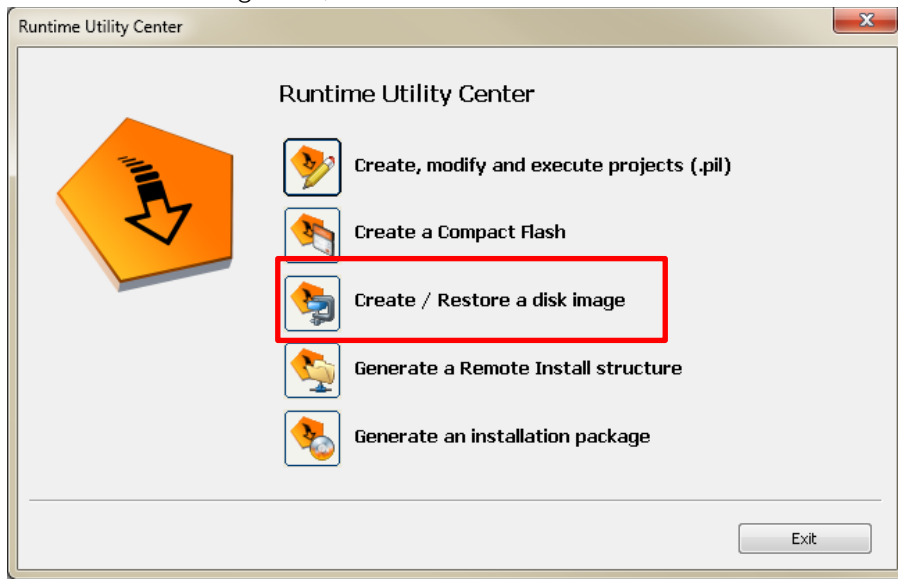 Runtime Utility Center
Runtime Utility Center
Create, modify and execute projects (.pil)
Create a Compact Flash
Create / Restore a disk image
Generate a Remote Install structure
Generate an installation package
Exit